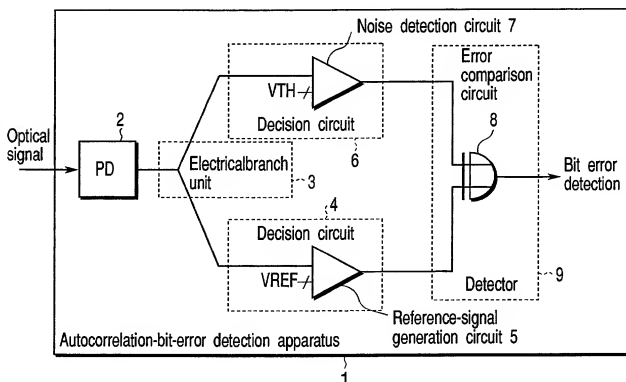 Noise detection circuit 7
Error
comparison
circuit
8
VTH
Decision circuit
6
Optical
signal
2
PD
Electricalbranch
unit
3
Bit error
detection
4
Decision circuit
VREF
Detector
9
Reference-signal
generation circuit 5
Autocorrelation-bit-error detection apparatus
1